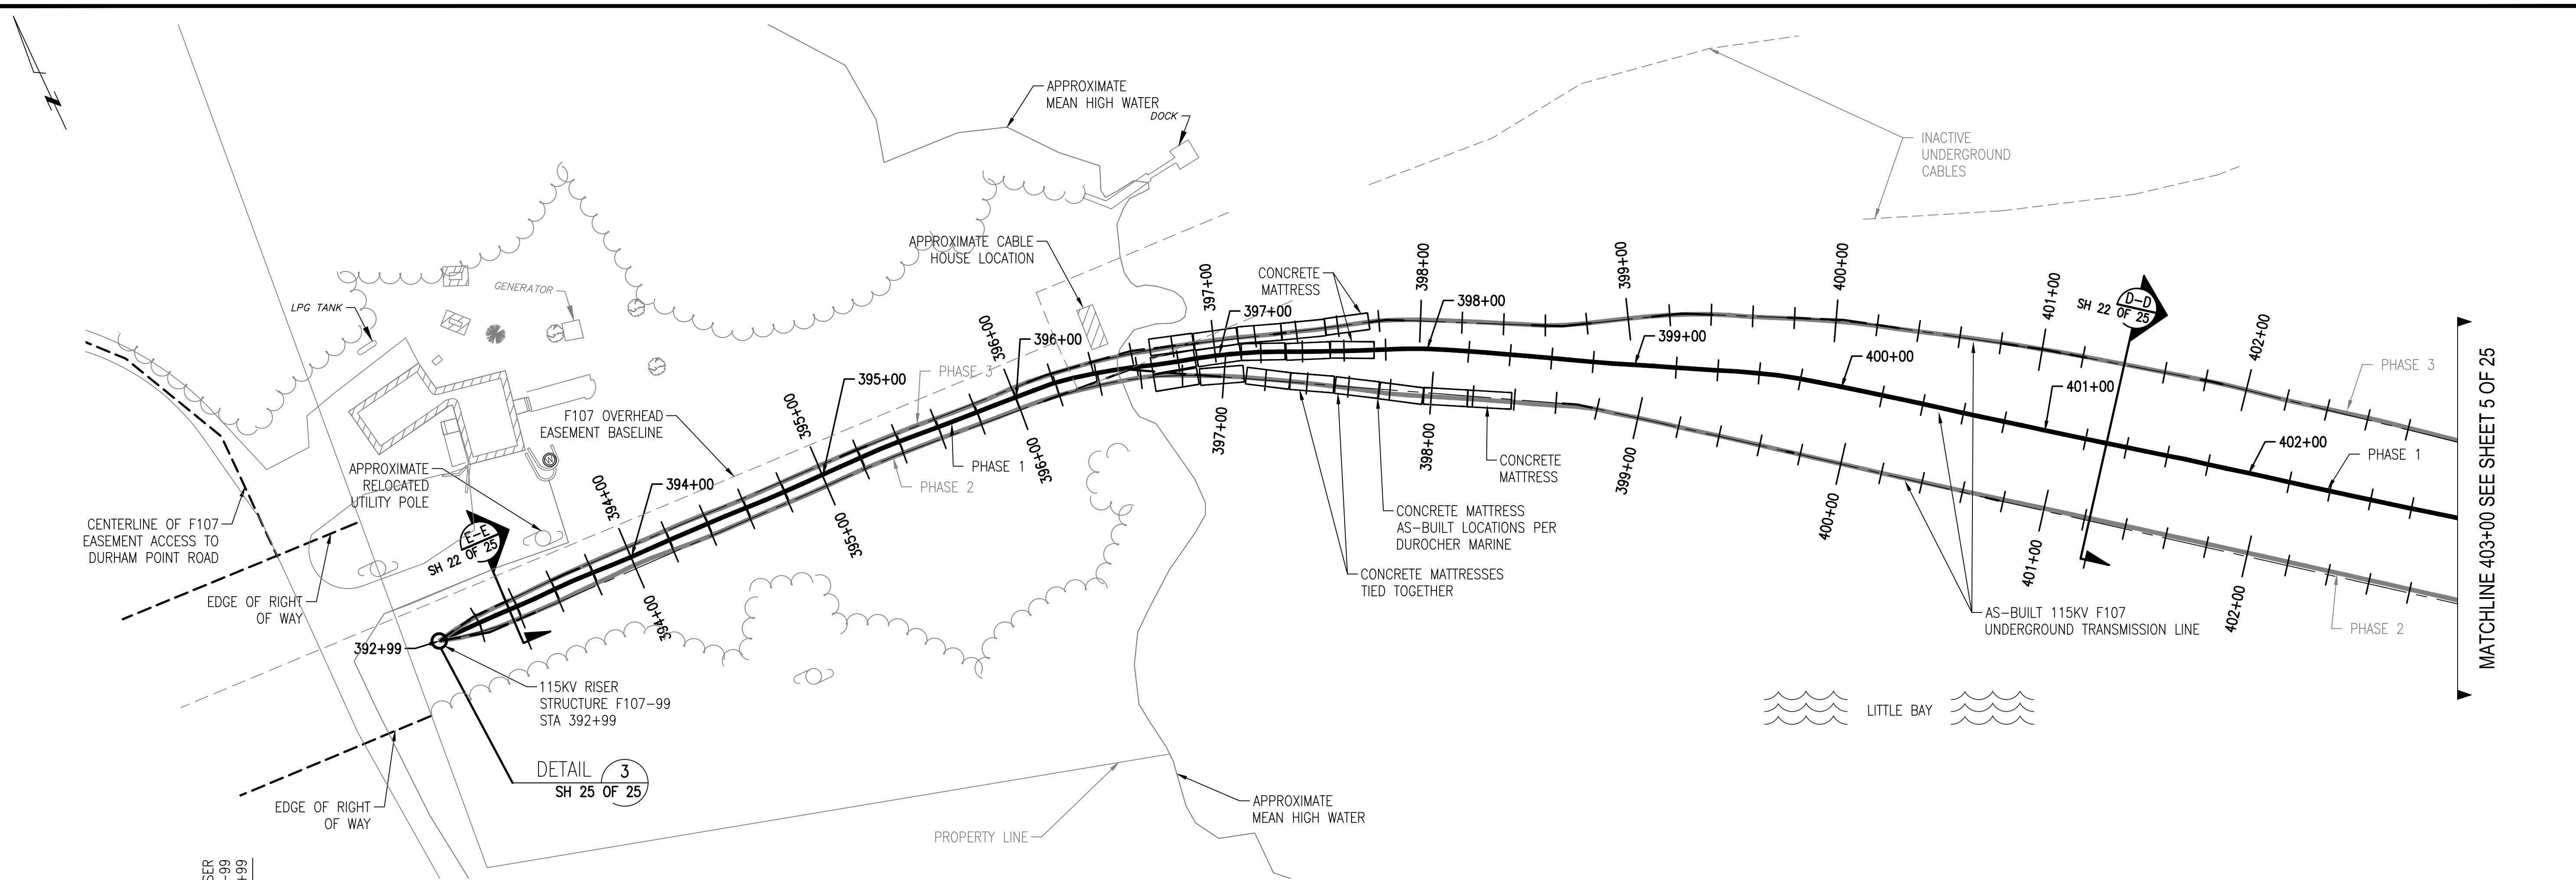 APPROXIMATE
MEAN HIGH WATER
DOCK
INACTIVE
UNDERGROUND
CABLES
APPROXIMATE CABLE
HOUSE LOCATION
CONCRETE
MATTRESS
GENERATOR
LPG TANK
397+00
398+00
399+00
400+00
401+00
402+00
D-D
SH 22 OF 25
397+00
398+00
399+00
400+00
401+00
402+00
396+00
396+00
395+00
395+00
394+00
394+00
PHASE 3
PHASE 3
F107 OVERHEAD
EASEMENT BASELINE
PHASE 1
PHASE 2
PHASE 1
PHASE 2
396+00
395+00
394+00
397+00
398+00
399+00
400+00
401+00
402+00
APPROXIMATE
RELOCATED
UTILITY POLE
W
E-E
SH 22 OF 25
CENTERLINE OF F107
EASEMENT ACCESS TO
DURHAM POINT ROAD
EDGE OF RIGHT
OF WAY
392+99
115KV RISER
STRUCTURE F107-99
STA 392+99
DETAIL 3
SH 25 OF 25
EDGE OF RIGHT
OF WAY
CONCRETE
MATTRESS
CONCRETE MATTRESS
AS-BUILT LOCATIONS PER
DUROCHER MARINE
CONCRETE MATTRESSES
TIED TOGETHER
AS-BUILT 115KV F107
UNDERGROUND TRANSMISSION LINE
LITTLE BAY
MATCHLINE 403+00 SEE SHEET 5 OF 25
APPROXIMATE
MEAN HIGH WATER
PROPERTY LINE